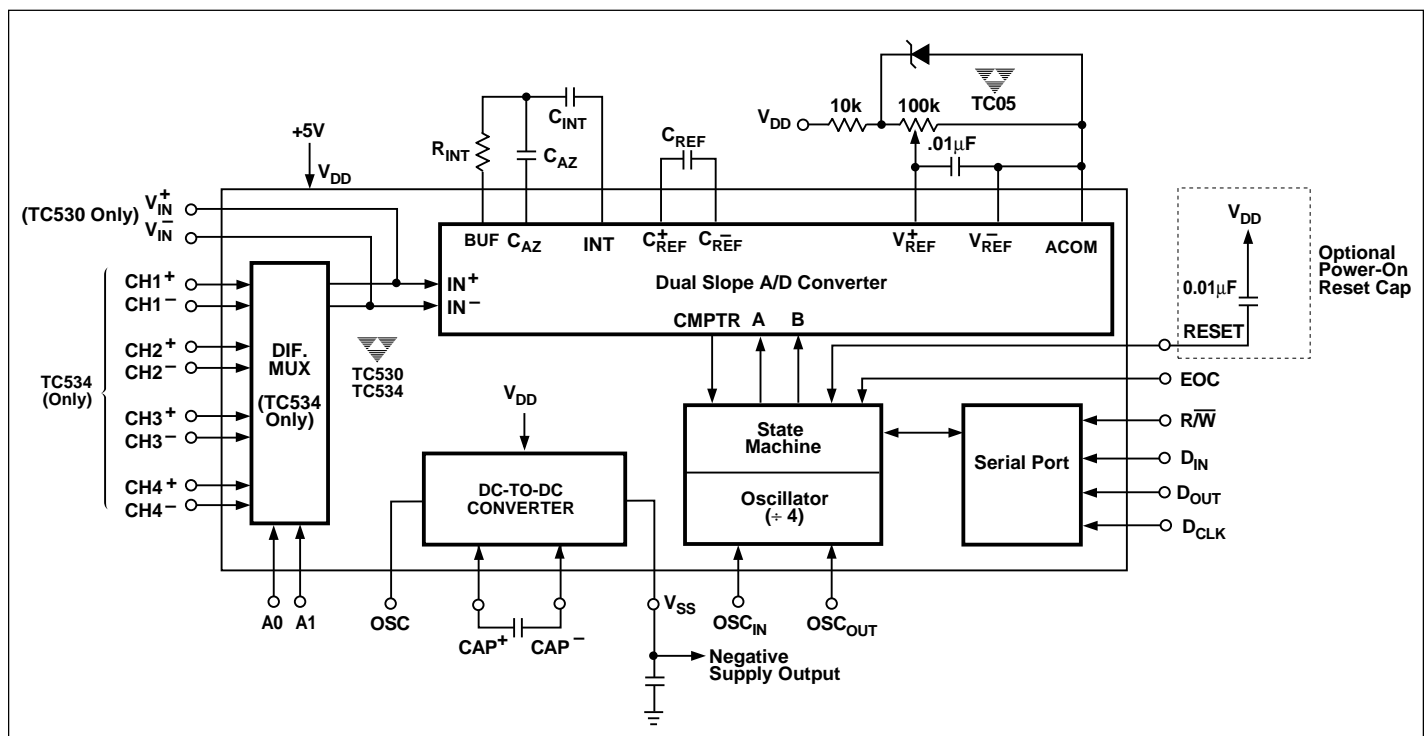 TC05
10k
100k
V_DD
.01µF
C_INT
C_REF
R_INT
C_AZ
+5V
V_DD
V_IN^+
(TC530 Only)
V_IN^−
BUF
C_AZ
INT
C_REF^+
C_REF^−
V_REF^+
V_REF^−
ACOM
Dual Slope A/D Converter
IN+
IN−
CMPTR
A
B
V_DD
0.01µF
RESET
Optional
Power-On
Reset Cap
CH1+
CH1−
CH2+
CH2−
TC534
(Only)
CH3+
CH3−
CH4+
CH4−
DIF.
MUX
(TC534
Only)
TC530
TC534
V_DD
DC-TO-DC
CONVERTER
State
Machine
Oscillator
(÷ 4)
Serial Port
EOC
R/W̅
D_IN
D_OUT
D_CLK
A0
A1
OSC
CAP+
CAP−
V_SS
OSC_IN
OSC_OUT
Negative
Supply Output